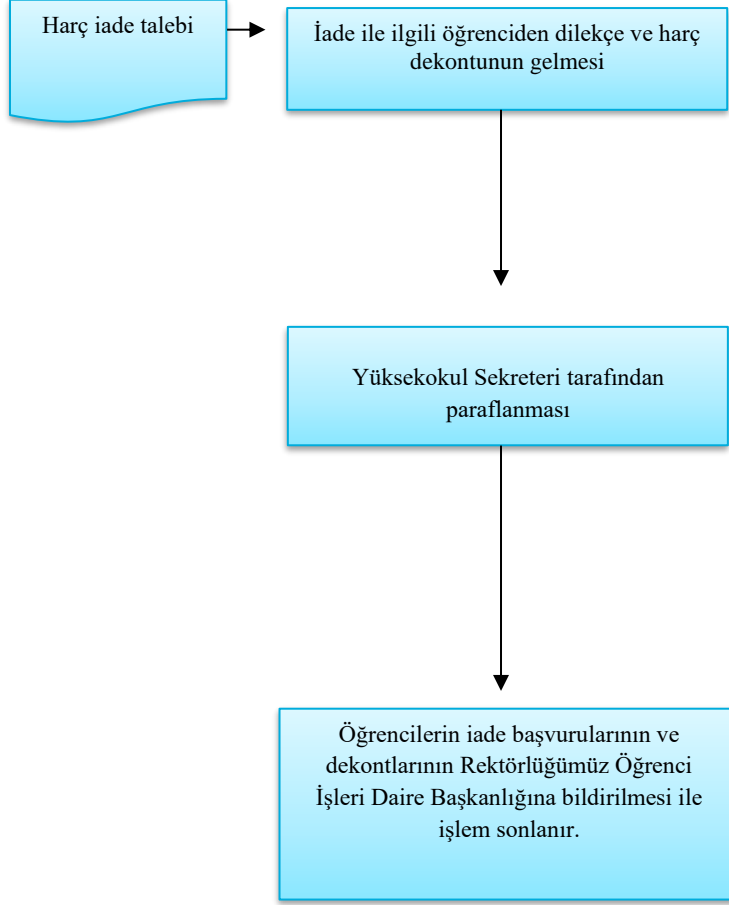 Harç iade talebi
İade ile ilgili öğrenciden dilekçe ve harç
dekontunun gelmesi
Yüksekokul Sekreteri tarafından
paraflanması
Öğrencilerin iade başvurularının ve
dekontlarının Rektörlüğümüz Öğrenci
İşleri Daire Başkanlığına bildirilmesi ile
işlem sonlanır.